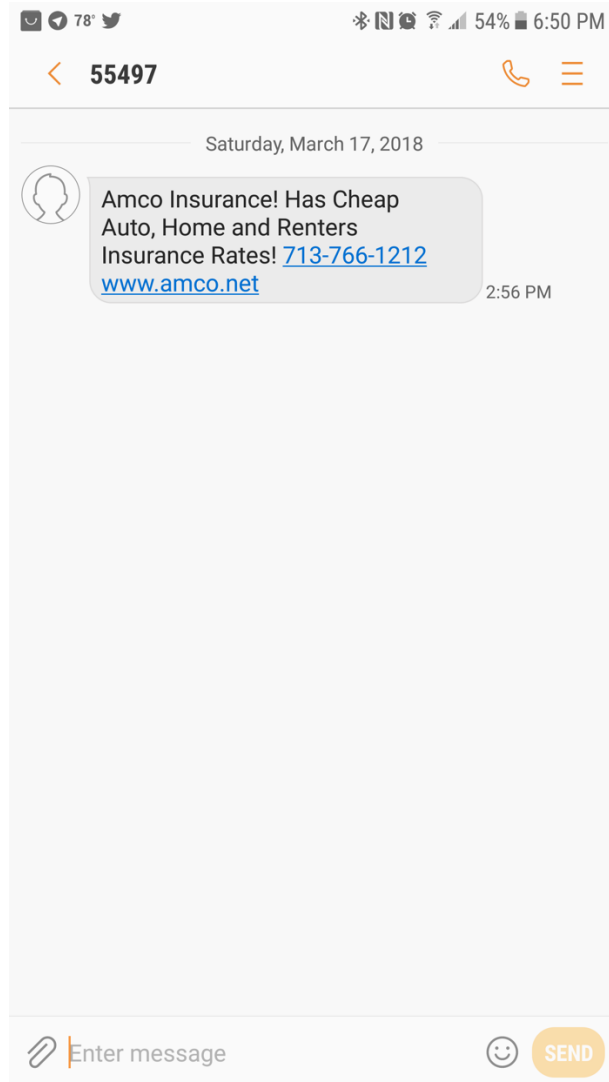 78° 54% 6:50 PM
55497
Saturday, March 17, 2018
Amco Insurance! Has Cheap
Auto, Home and Renters
Insurance Rates! 713-766-1212
www.amco.net
2:56 PM
Enter message SEND